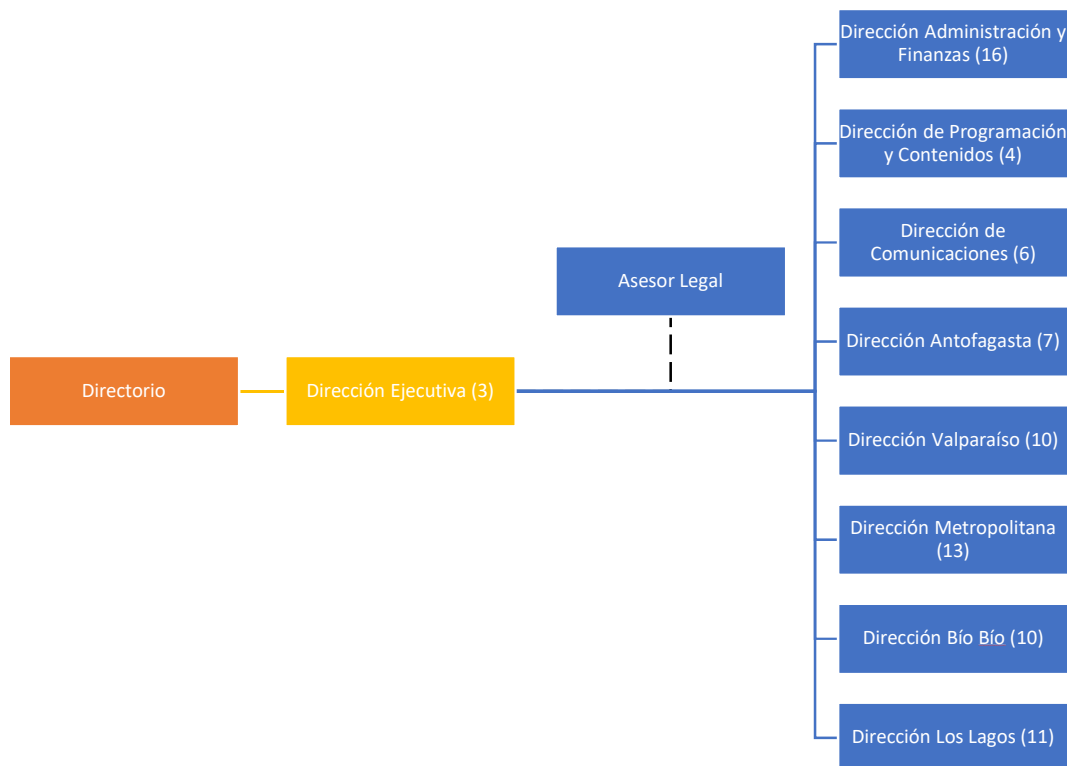 Directorio
Dirección Ejecutiva (3)
Asesor Legal
Dirección Administración y
Finanzas (16)
Dirección de Programación
y Contenidos (4)
Dirección de
Comunicaciones (6)
Dirección Antofagasta (7)
Dirección Valparaíso (10)
Dirección Metropolitana
(13)
Dirección Bío Bío (10)
Dirección Los Lagos (11)